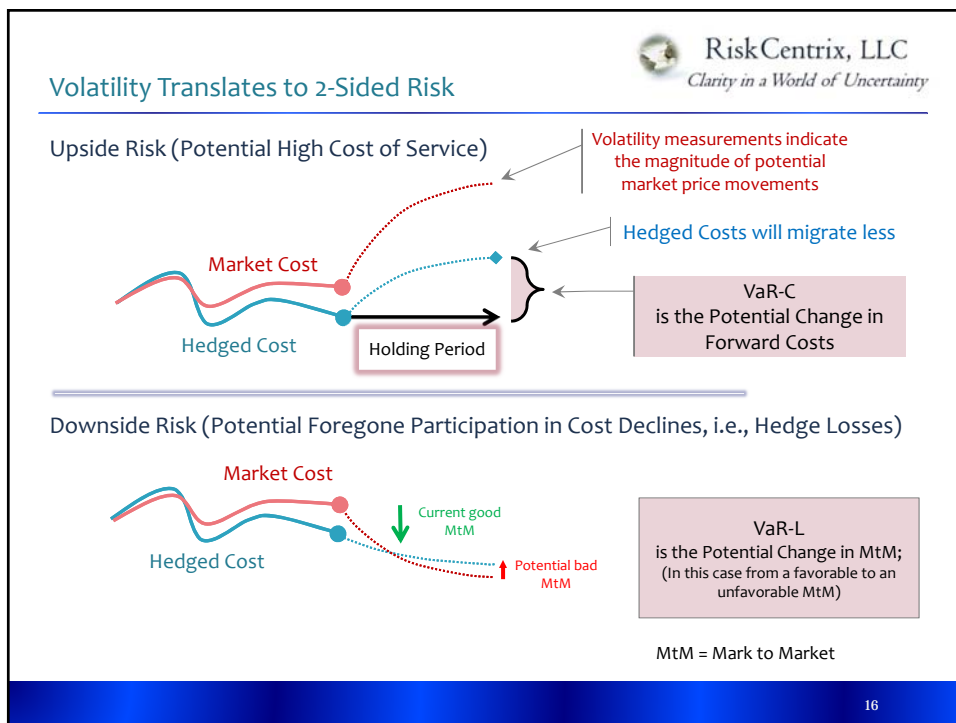 RiskCentrix, LLC
Clarity in a World of Uncertainty
Volatility Translates to 2-Sided Risk
Upside Risk (Potential High Cost of Service)
Volatility measurements indicate
the magnitude of potential
market price movements
Hedged Costs will migrate less
Market Cost
VaR-C
is the Potential Change in
Forward Costs
Hedged Cost
Holding Period
Downside Risk (Potential Foregone Participation in Cost Declines, i.e., Hedge Losses)
Market Cost
Current good
MtM
Hedged Cost
Potential bad
MtM
VaR-L
is the Potential Change in MtM;
(In this case from a favorable to an
unfavorable MtM)
MtM = Mark to Market
16